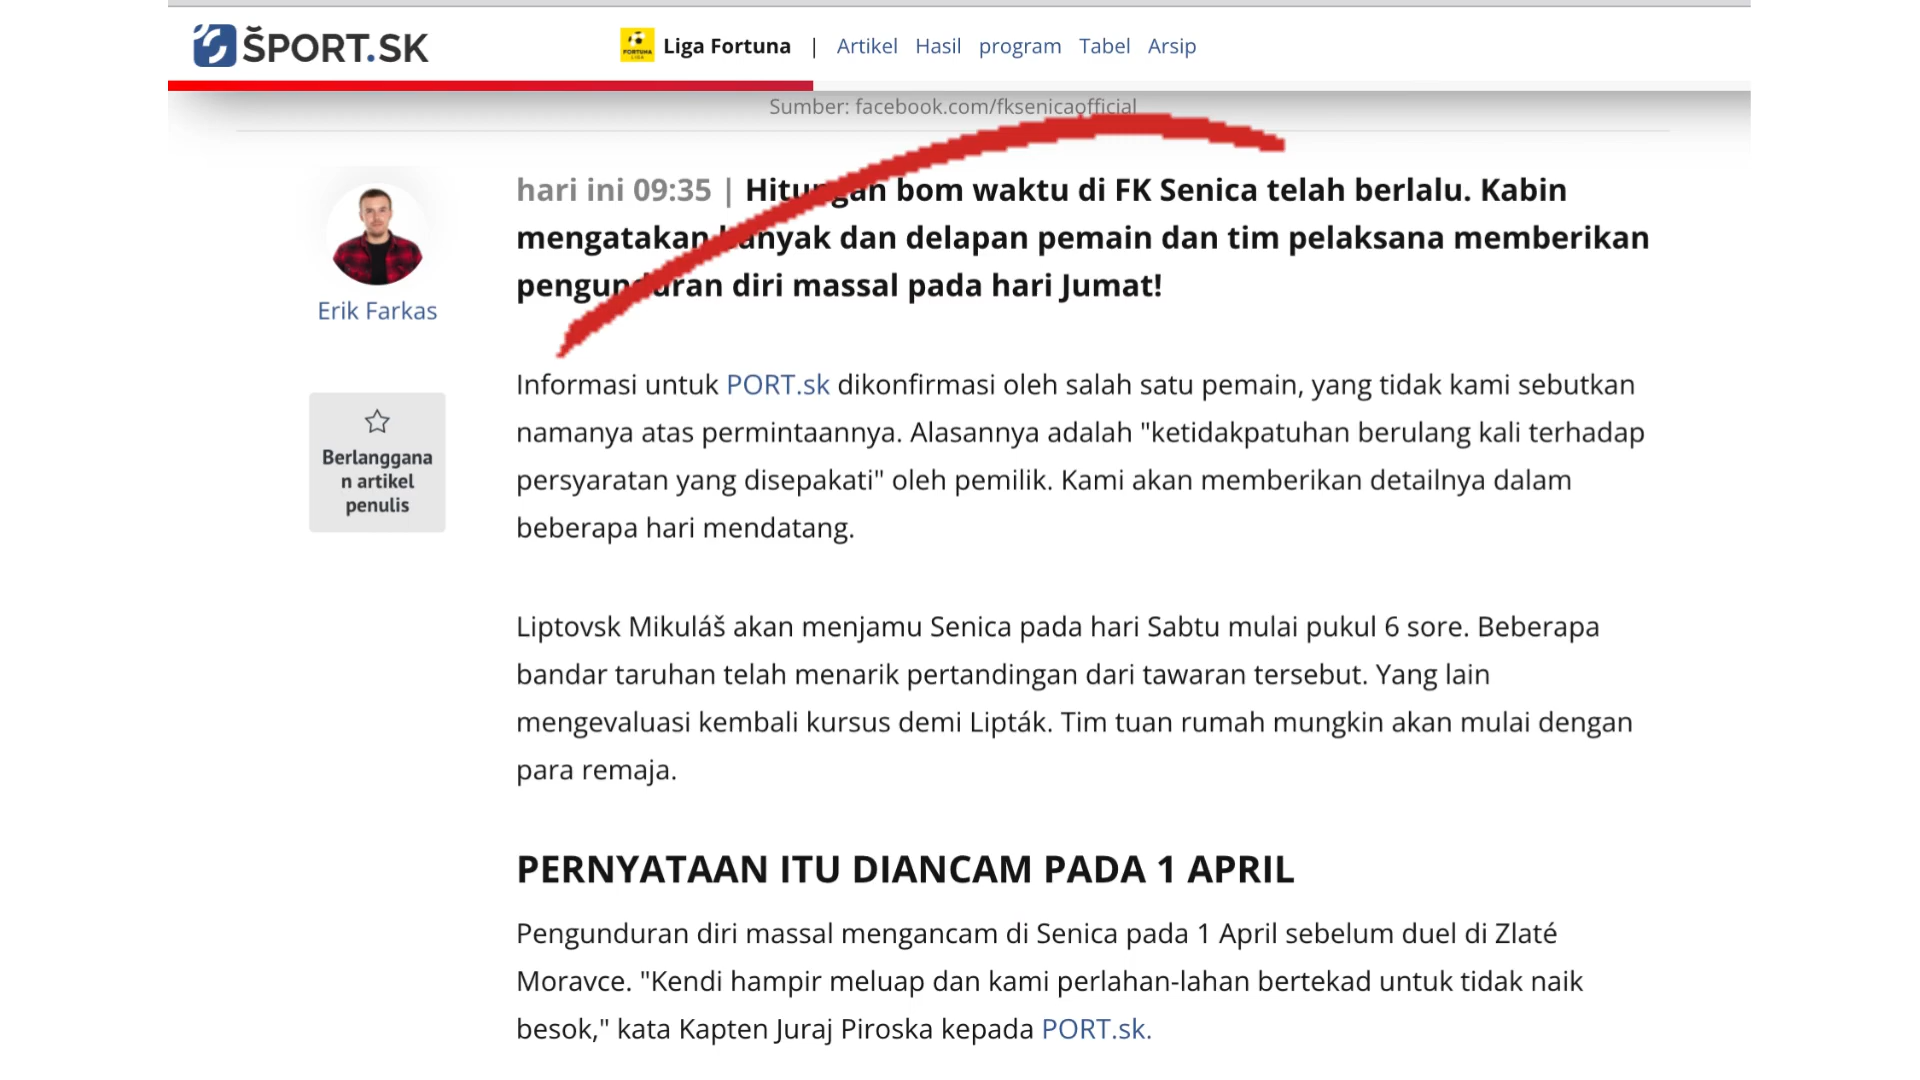 ŠPORT.SK
FORTUNA
LIGA
Liga Fortuna | Artikel Hasil program Tabel Arsip
Sumber: facebook.com/fksenicaofficial
hari ini 09:35 | Hitungan bom waktu di FK Senica telah berlalu. Kabin
mengatakan banyak dan delapan pemain dan tim pelaksana memberikan
pengunduran diri massal pada hari Jumat!
Erik Farkas
Berlanggana
n artikel
penulis
Informasi untuk PORT.sk dikonfirmasi oleh salah satu pemain, yang tidak kami sebutkan
namanya atas permintaannya. Alasannya adalah "ketidakpatuhan berulang kali terhadap
persyaratan yang disepakati" oleh pemilik. Kami akan memberikan detailnya dalam
beberapa hari mendatang.
Liptovsk Mikuláš akan menjamu Senica pada hari Sabtu mulai pukul 6 sore. Beberapa
bandar taruhan telah menarik pertandingan dari tawaran tersebut. Yang lain
mengevaluasi kembali kursus demi Lipták. Tim tuan rumah mungkin akan mulai dengan
para remaja.
PERNYATAAN ITU DIANCAM PADA 1 APRIL
Pengunduran diri massal mengancam di Senica pada 1 April sebelum duel di Zlaté
Moravce. "Kendi hampir meluap dan kami perlahan-lahan bertekad untuk tidak naik
besok," kata Kapten Juraj Piroska kepada PORT.sk.